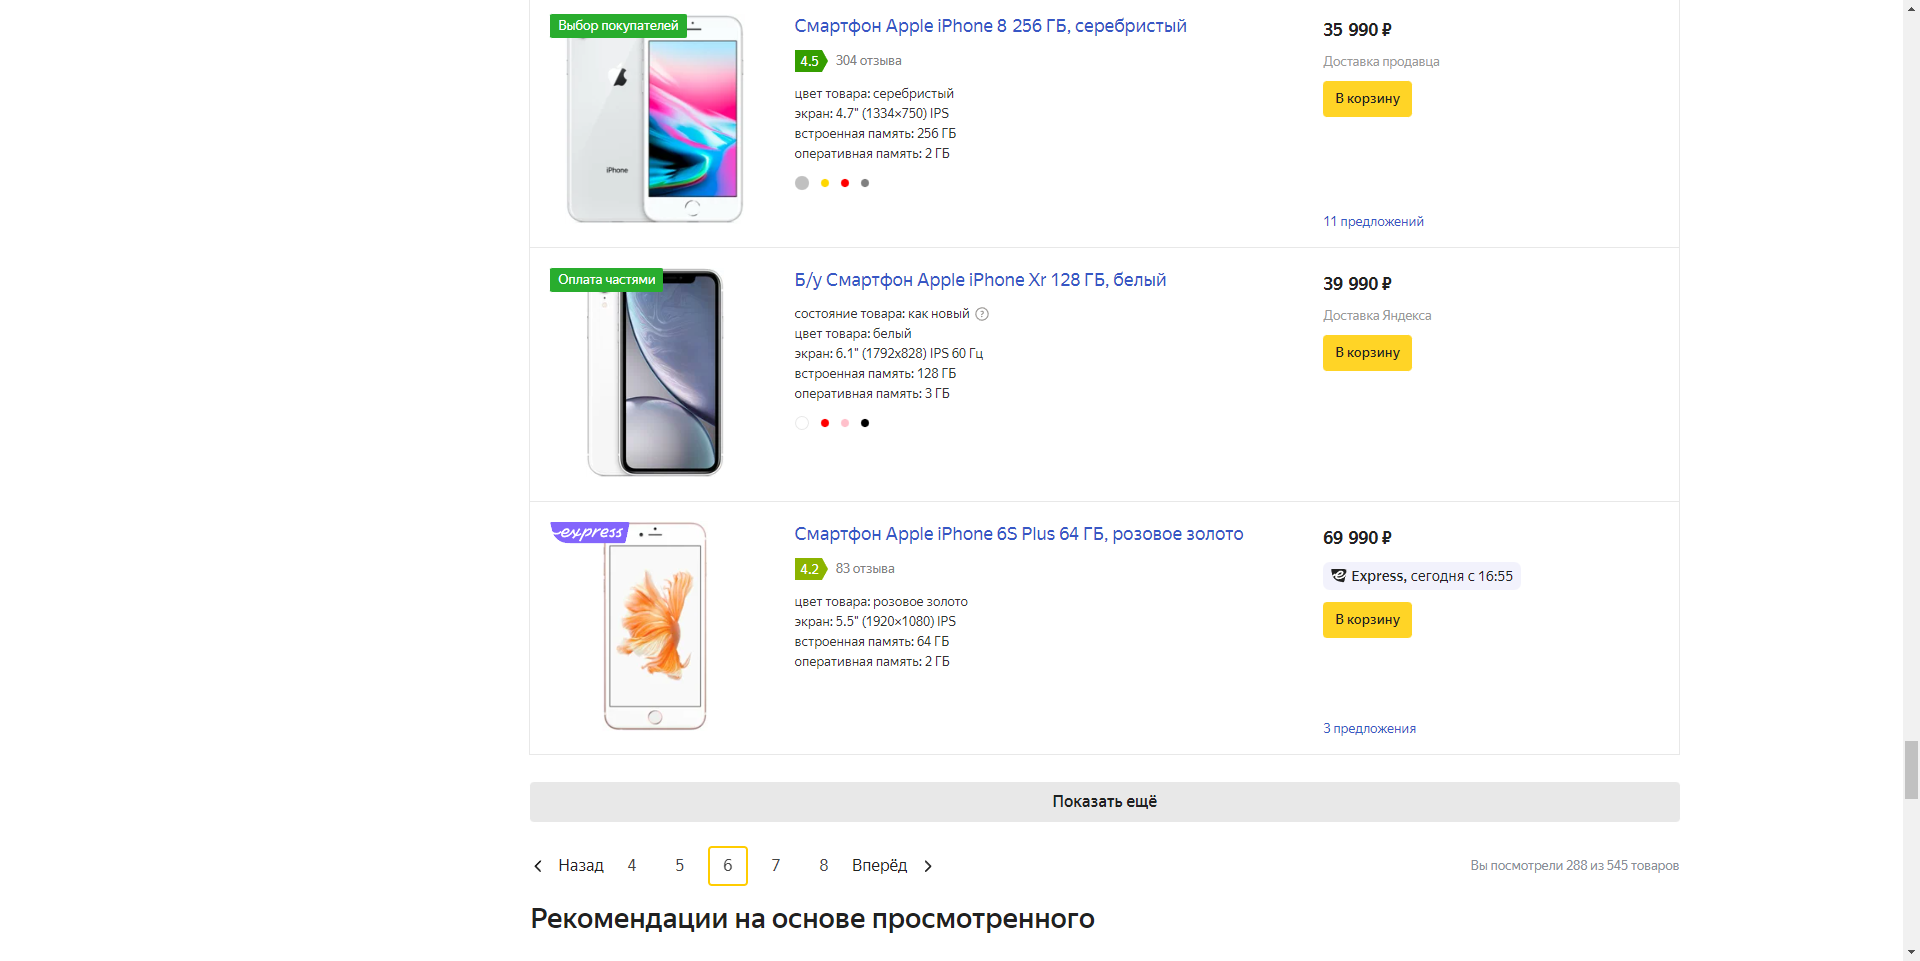 Выбор покупателей
iPhone
Смартфон Apple iPhone 8 256 ГБ, серебристый
4.5 304 отзыва
цвет товара: серебристый
экран: 4.7" (1334×750) IPS
встроенная память: 256 ГБ
оперативная память: 2 ГБ
35 990 ₽
Доставка продавца
В корзину
11 предложений
Оплата частями
Б/у Смартфон Apple iPhone Xr 128 ГБ, белый
состояние товара: как новый ?
цвет товара: белый
экран: 6.1" (1792x828) IPS 60 Гц
встроенная память: 128 ГБ
оперативная память: 3 ГБ
39 990 ₽
Доставка Яндекса
В корзину
express
Смартфон Apple iPhone 6S Plus 64 ГБ, розовое золото
4.2 83 отзыва
цвет товара: розовое золото
экран: 5.5" (1920×1080) IPS
встроенная память: 64 ГБ
оперативная память: 2 ГБ
69 990 ₽
Express, сегодня с 16:55
В корзину
3 предложения
Показать ещё
Назад 4 5 6 7 8 Вперёд
Вы посмотрели 288 из 545 товаров
Рекомендации на основе просмотренного